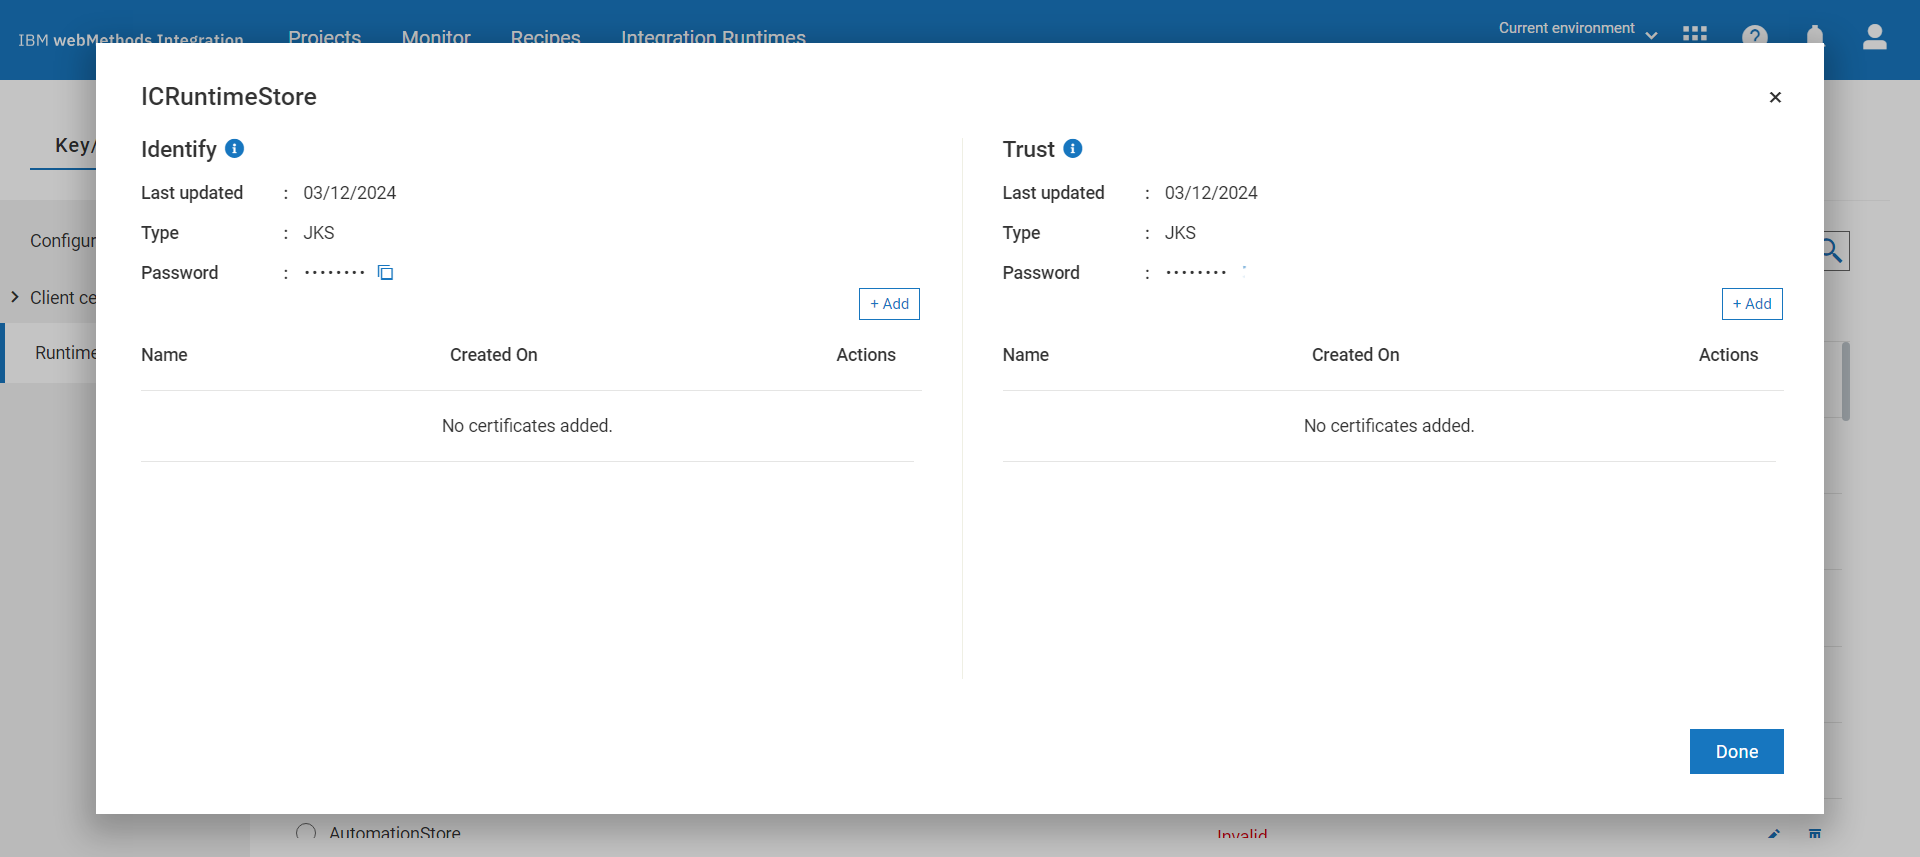 IBM webMethods Integration
Projects
Monitor
Recipes
Integration Runtimes
Current environment
ICRuntimeStore
Key/
Identify
Last updated : 03/12/2024
Type : JKS
Password : ••••••••
+ Add
Name Created On Actions
No certificates added.
Trust
Last updated : 03/12/2024
Type : JKS
Password : ••••••••
+ Add
Name Created On Actions
No certificates added.
Configur
Client ce
Runtime
Done
AutomationStore
Invalid